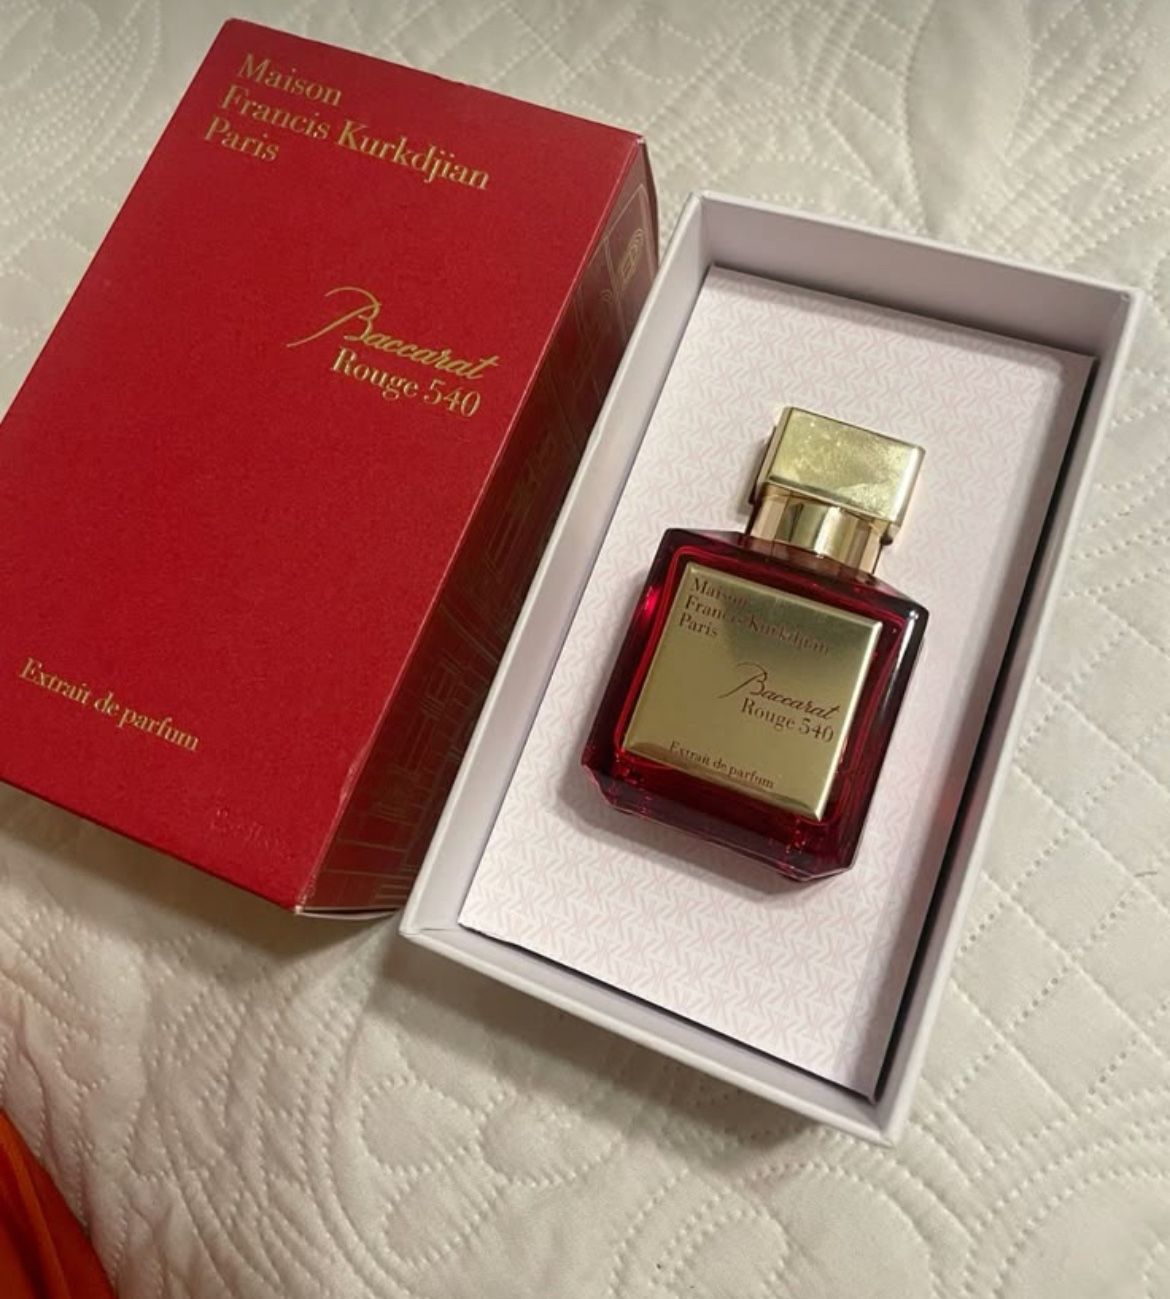 Maison
Francis Kurkdjian
Paris
Baccarat
Rouge 540
Extrait de parfum
Maison
Francis Kurkdjian
Paris
Baccarat
Rouge 540
Extrait de parfum